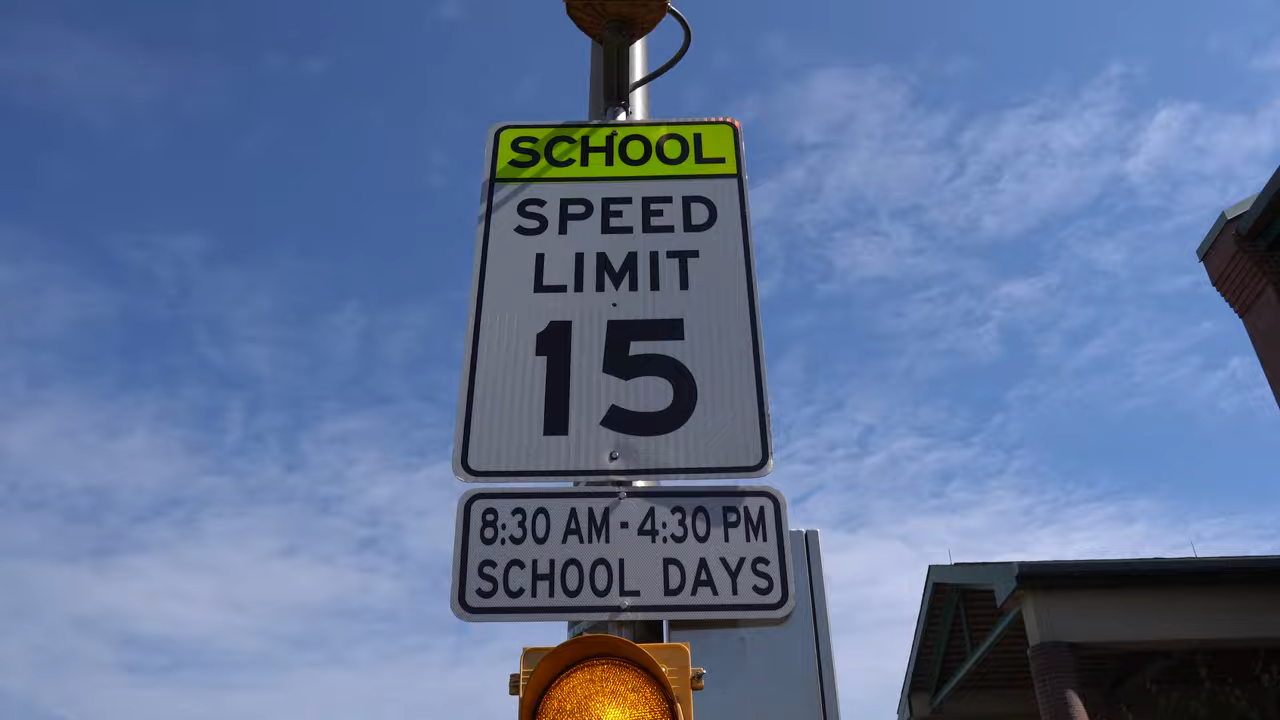 SCHOOL
SPEED
LIMIT
15
8:30 AM - 4:30 PM
SCHOOL DAYS